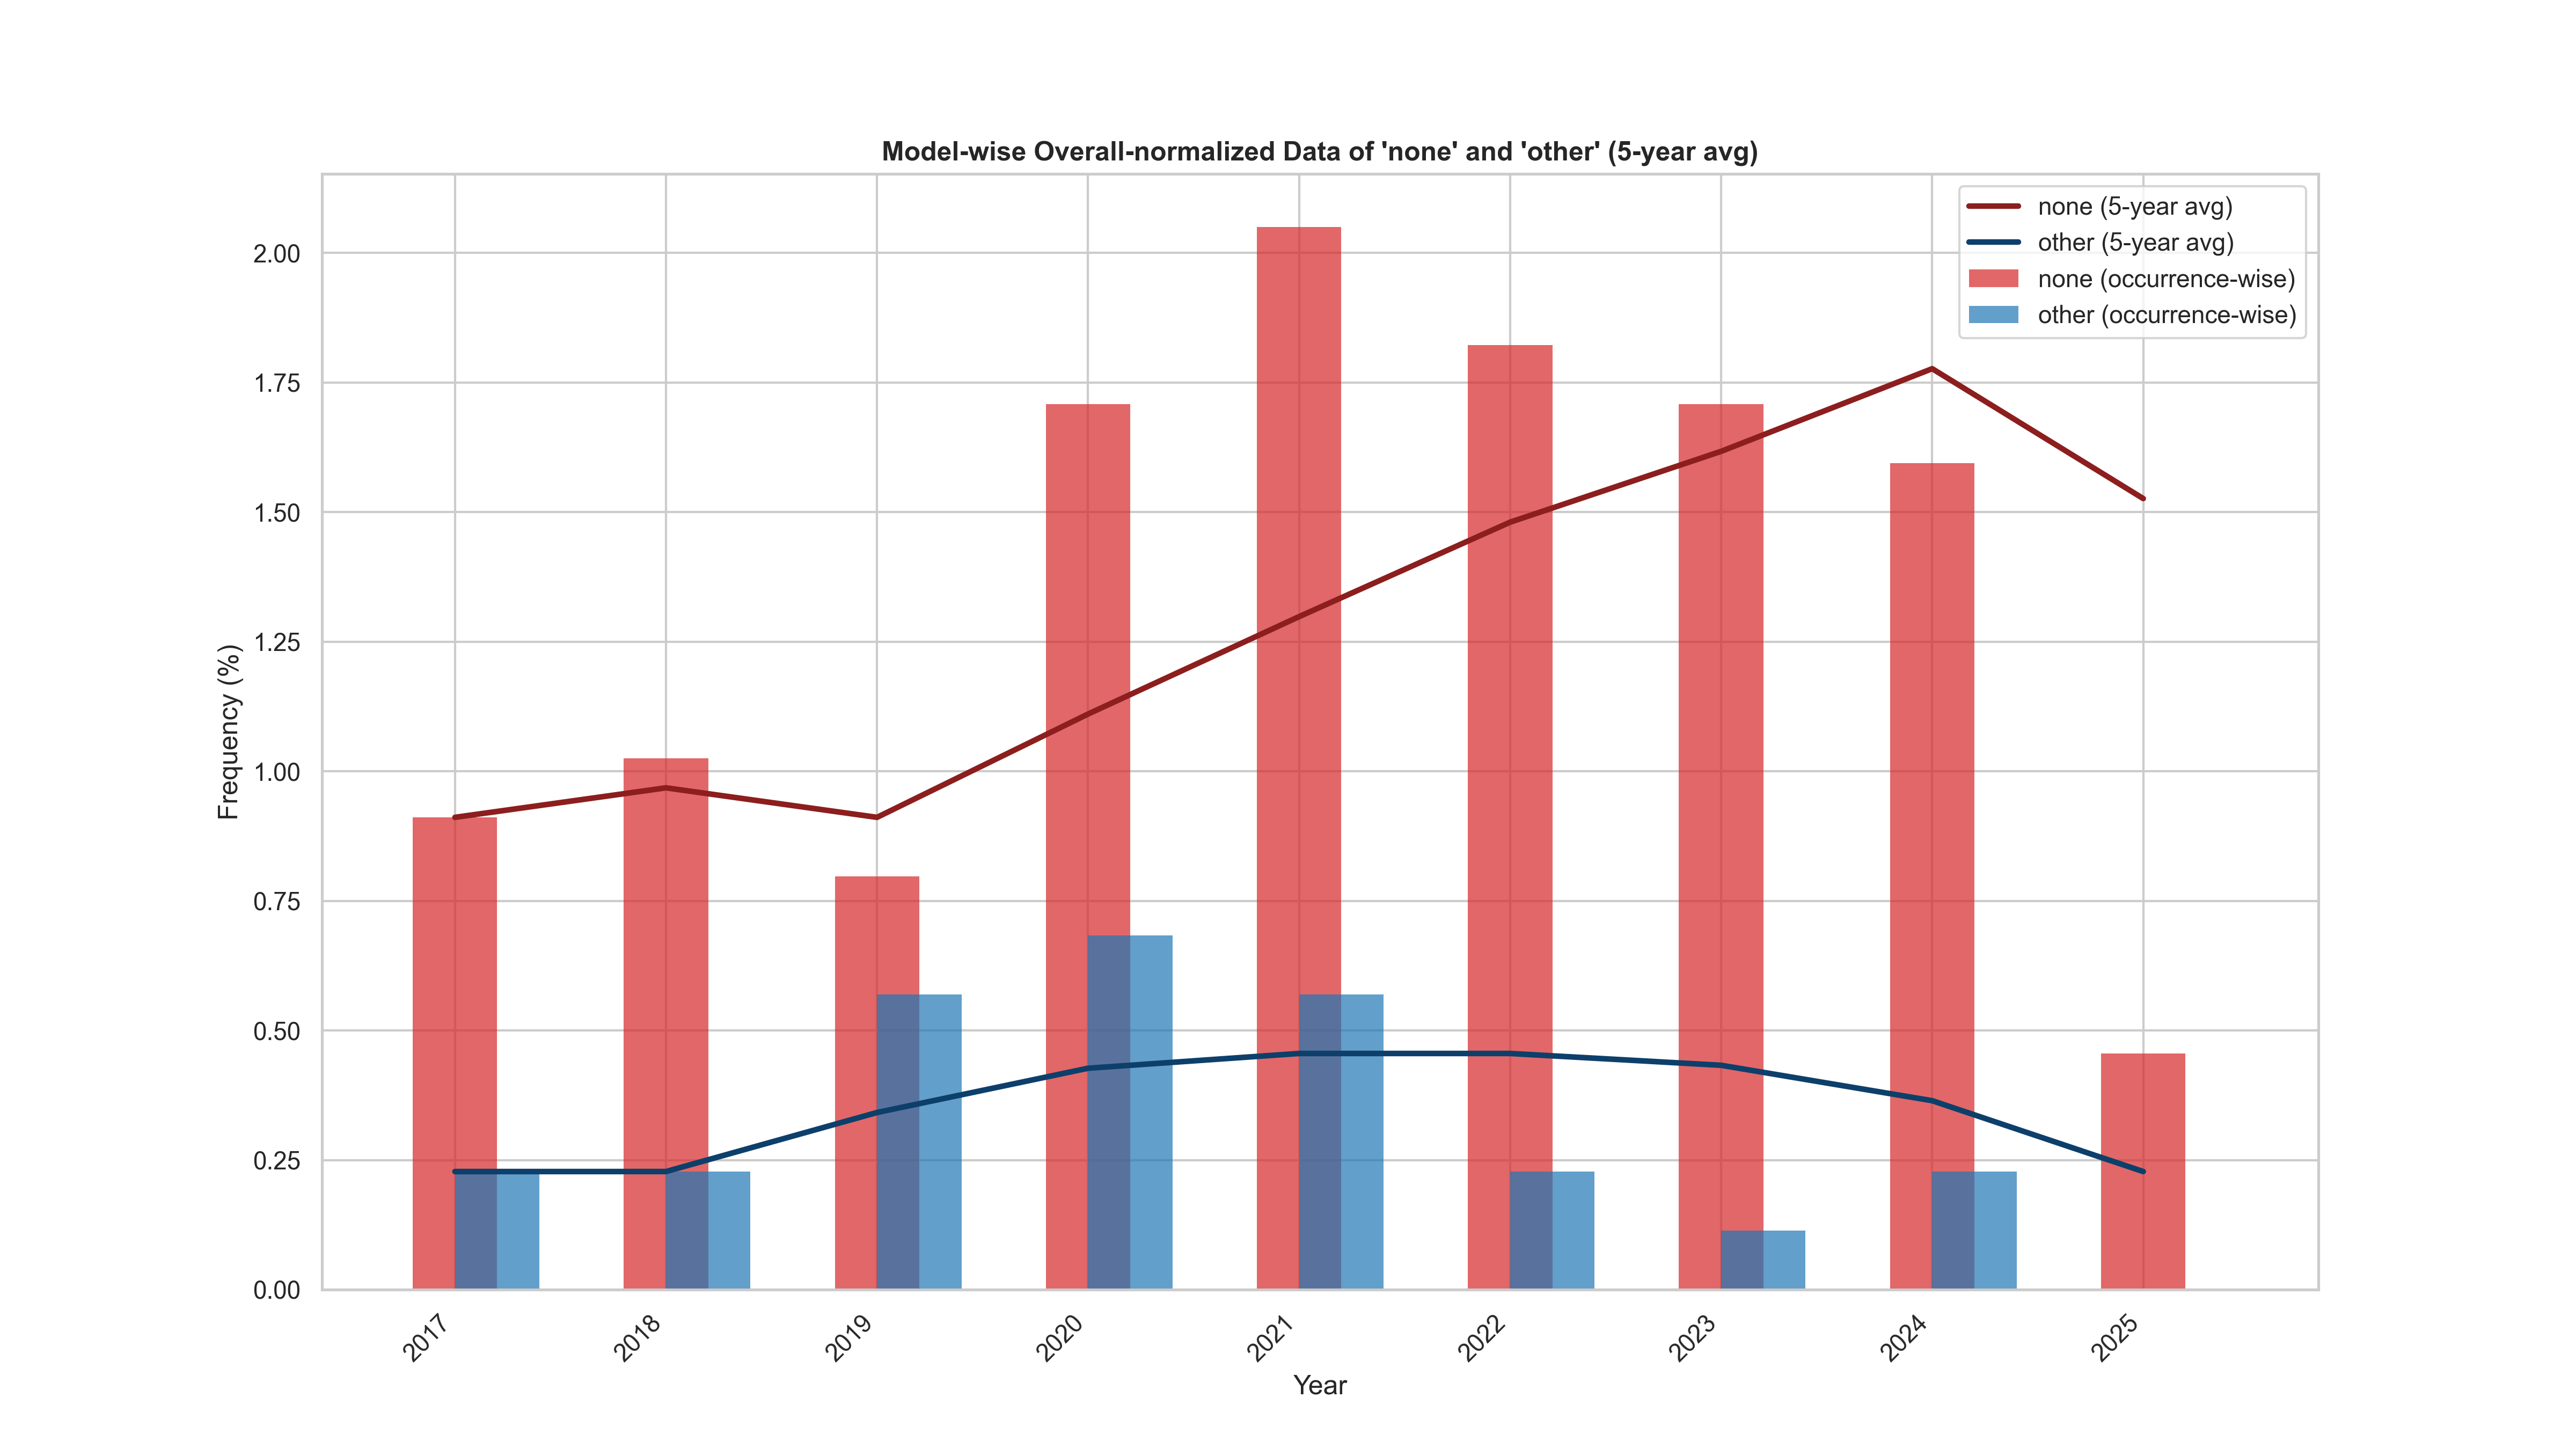 Model-wise Overall-normalized Data of 'none' and 'other' (5-year avg)
none (5-year avg)
other (5-year avg)
none (occurrence-wise)
other (occurrence-wise)
Frequency (%)
2.00
1.75
1.50
1.25
1.00
0.75
0.50
0.25
0.00
2017
2018
2019
2020
2021
2022
2023
2024
2025
Year